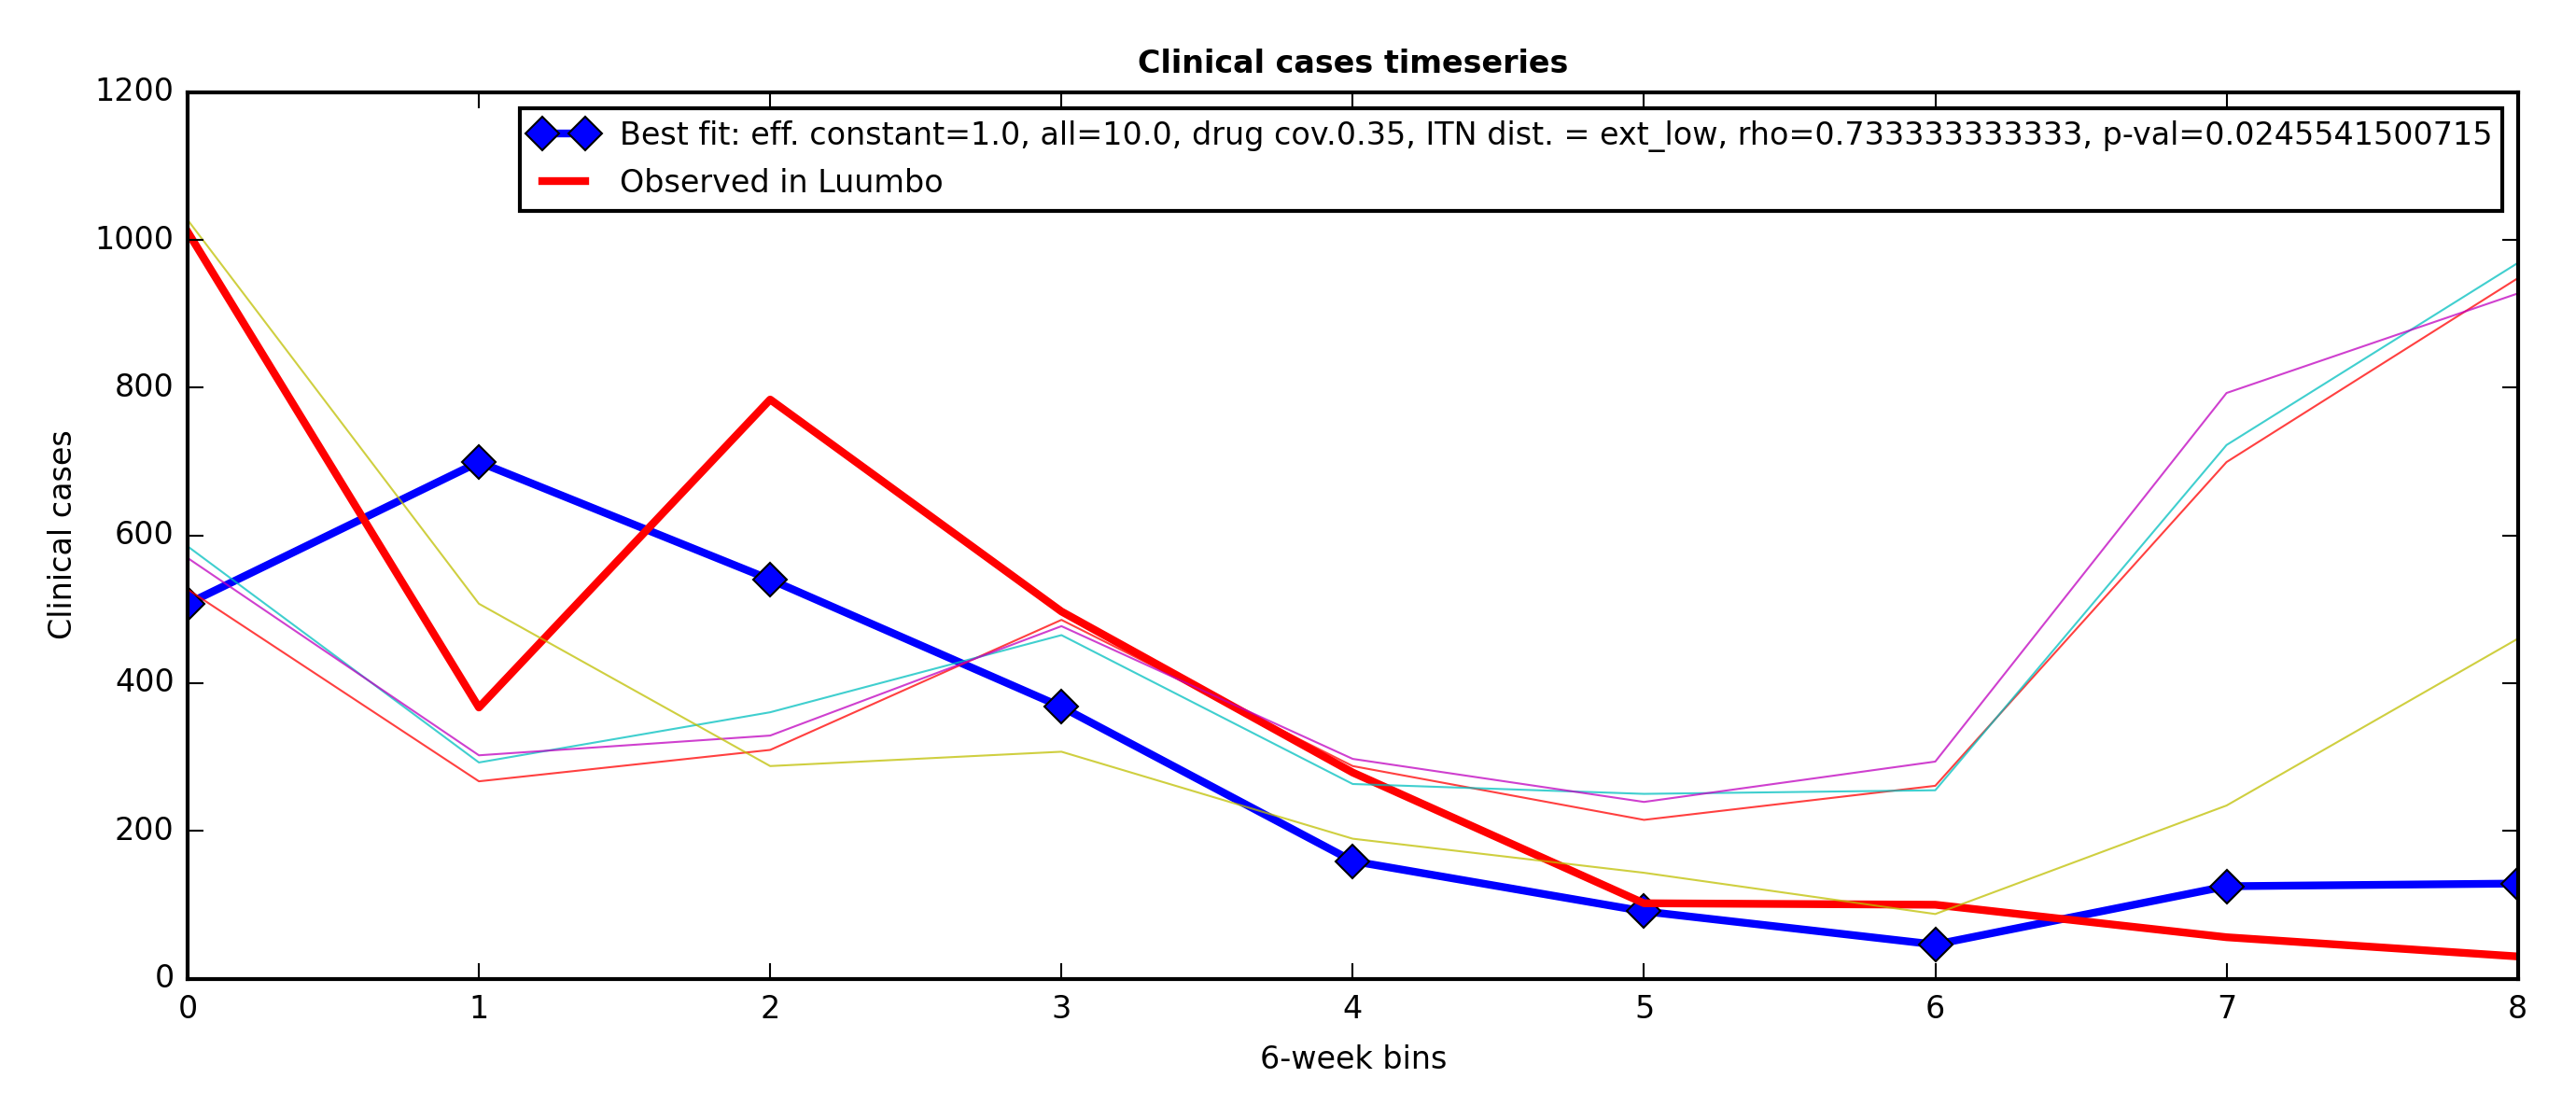 Clinical cases timeseries
1200
1000
800
600
400
200
0
Clinical cases
Best fit: eff. constant=1.0, all=10.0, drug cov.0.35, ITN dist. = ext_low, rho=0.733333333333, p-val=0.0245541500715
Observed in Luumbo
0 1 2 3 4 5 6 7 8
6-week bins